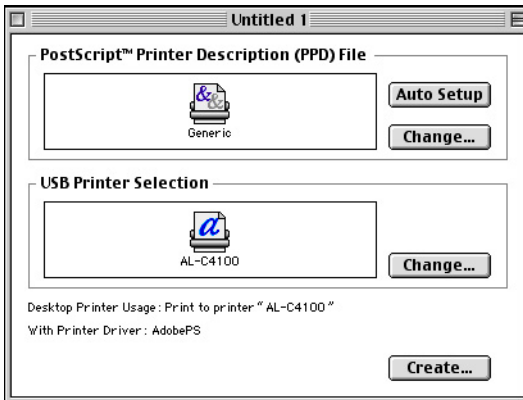 Untitled 1
PostScript™ Printer Description (PPD) File
Generic
Auto Setup
Change...
USB Printer Selection
AL-C4100
Change...
Desktop Printer Usage: Print to printer “AL-C4100”
With Printer Driver: AdobePS
Create...